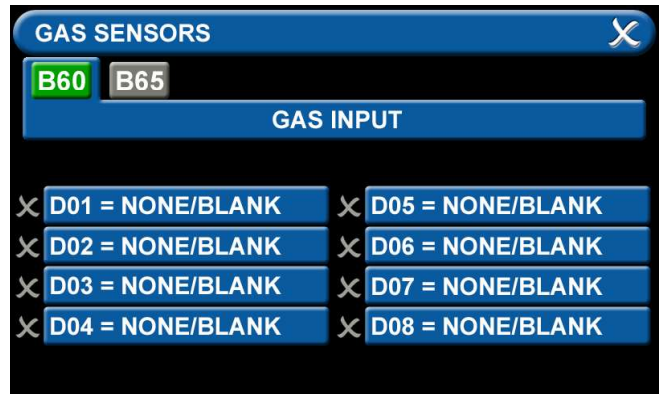 GAS SENSORS
B60 B65
GAS INPUT
D01 = NONE/BLANK
D02 = NONE/BLANK
D03 = NONE/BLANK
D04 = NONE/BLANK
D05 = NONE/BLANK
D06 = NONE/BLANK
D07 = NONE/BLANK
D08 = NONE/BLANK